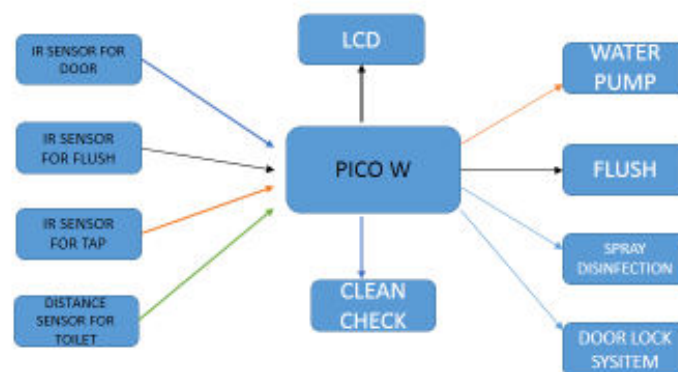 IR SENSOR FOR
DOOR
IR SENSOR
FOR FLUSH
IR SENSOR
FOR TAP
DISTANCE
SENSOR FOR
TOILET
LCD
PICO W
CLEAN
CHECK
WATER
PUMP
FLUSH
SPRAY
DISINFECTION
DOOR LOCK
SYSITEM